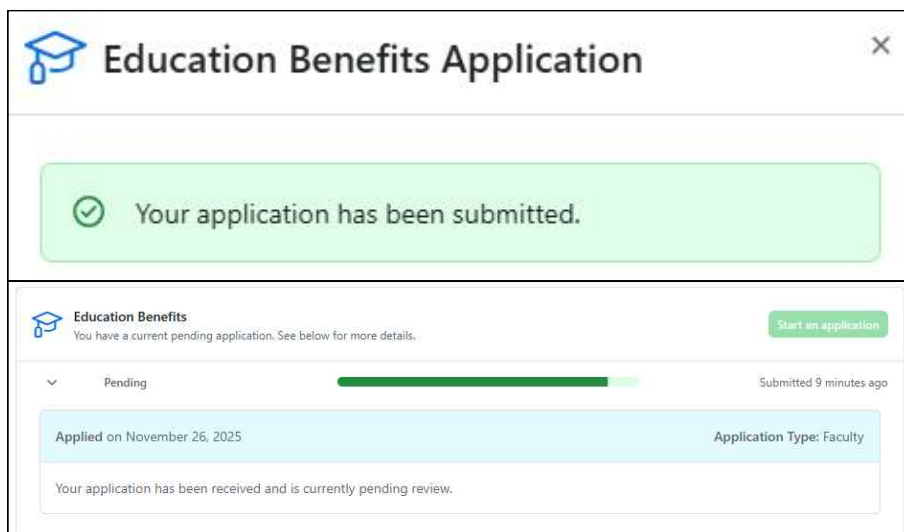 Education Benefits Application
Your application has been submitted.
Education Benefits
You have a current pending application. See below for more details.
Start an application
Pending
Submitted 9 minutes ago
Applied on November 26, 2025
Application Type: Faculty
Your application has been received and is currently pending review.